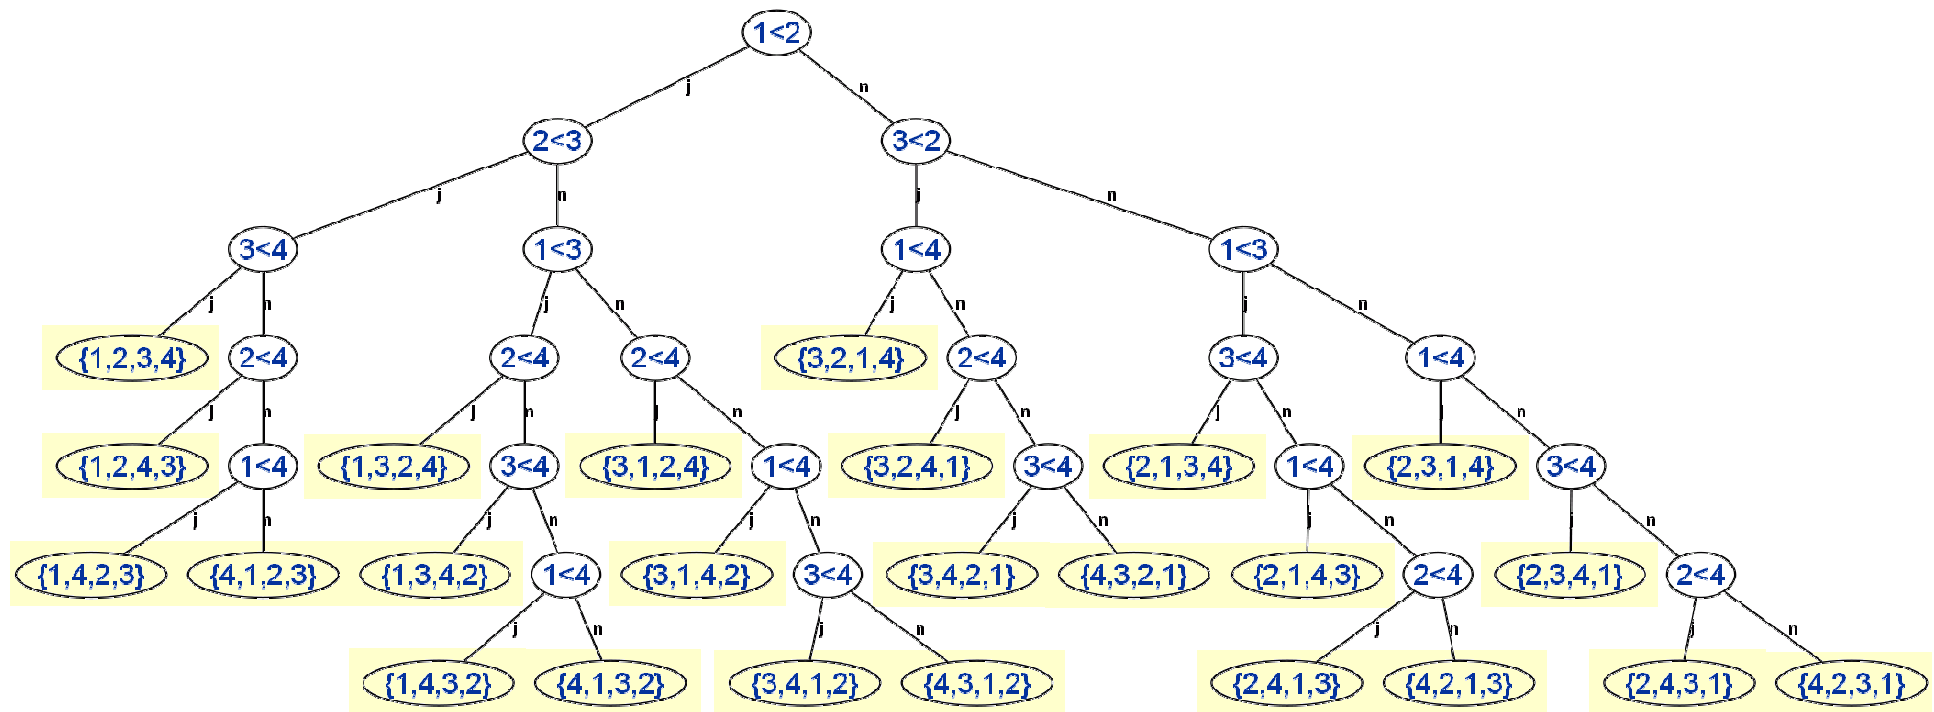 1<2
j n
2<3 3<2
j n j n
3<4 1<3 1<4 1<3
j n j n j n j n
{1,2,3,4} 2<4 2<4 2<4 {3,2,1,4} 2<4 3<4 1<4
j n j n j n j n j n j n
{1,2,4,3} 1<4 {1,3,2,4} 3<4 {3,1,2,4} 1<4 {3,2,4,1} 3<4 {2,1,3,4} 1<4 {2,3,1,4} 3<4
j n j n j n j n j n j n
{1,4,2,3} {4,1,2,3} {1,3,4,2} 1<4 {3,1,4,2} 3<4 {3,4,2,1} {4,3,2,1} {2,1,4,3} 2<4 {2,3,4,1} 2<4
j n j n j n j n
{1,4,3,2} {4,1,3,2} {3,4,1,2} {4,3,1,2} {2,4,1,3} {4,2,1,3} {2,4,3,1} {4,2,3,1}